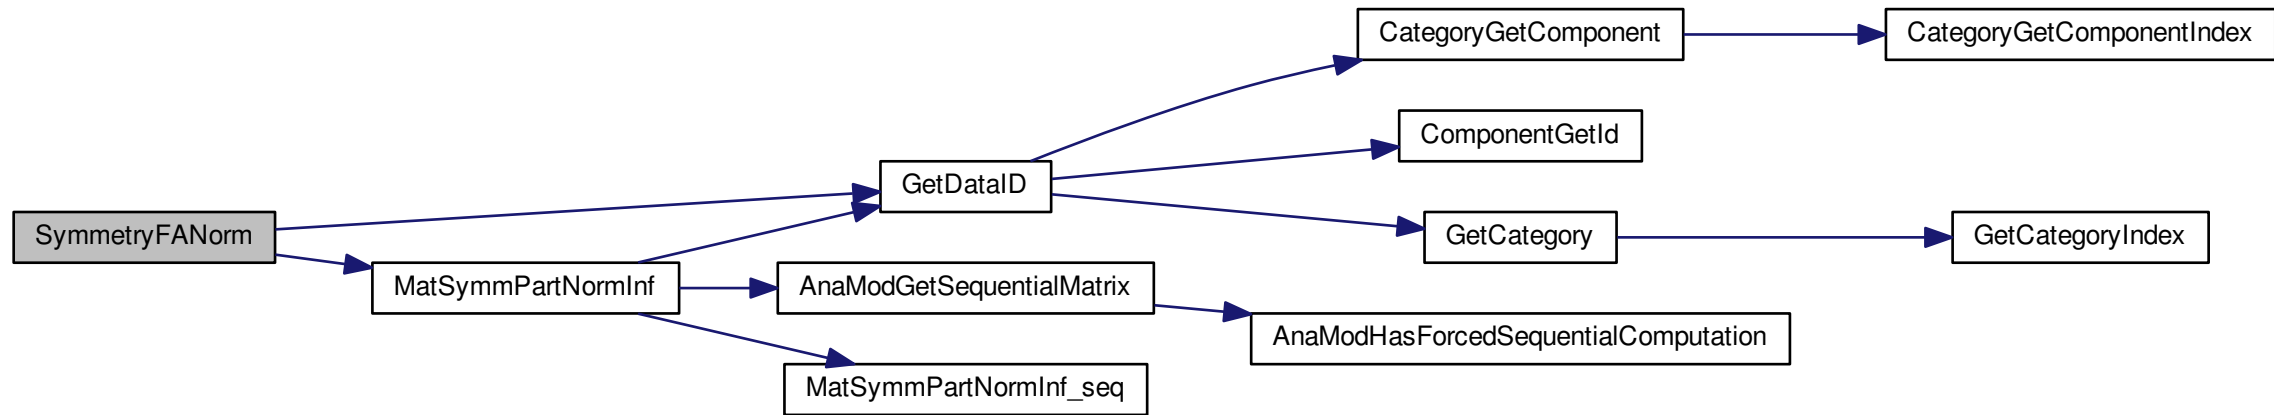 CategoryGetComponent
CategoryGetComponentIndex
ComponentGetId
GetDataID
SymmetryFANorm
GetCategory
GetCategoryIndex
MatSymmPartNormInf
AnaModGetSequentialMatrix
AnaModHasForcedSequentialComputation
MatSymmPartNormInf_seq